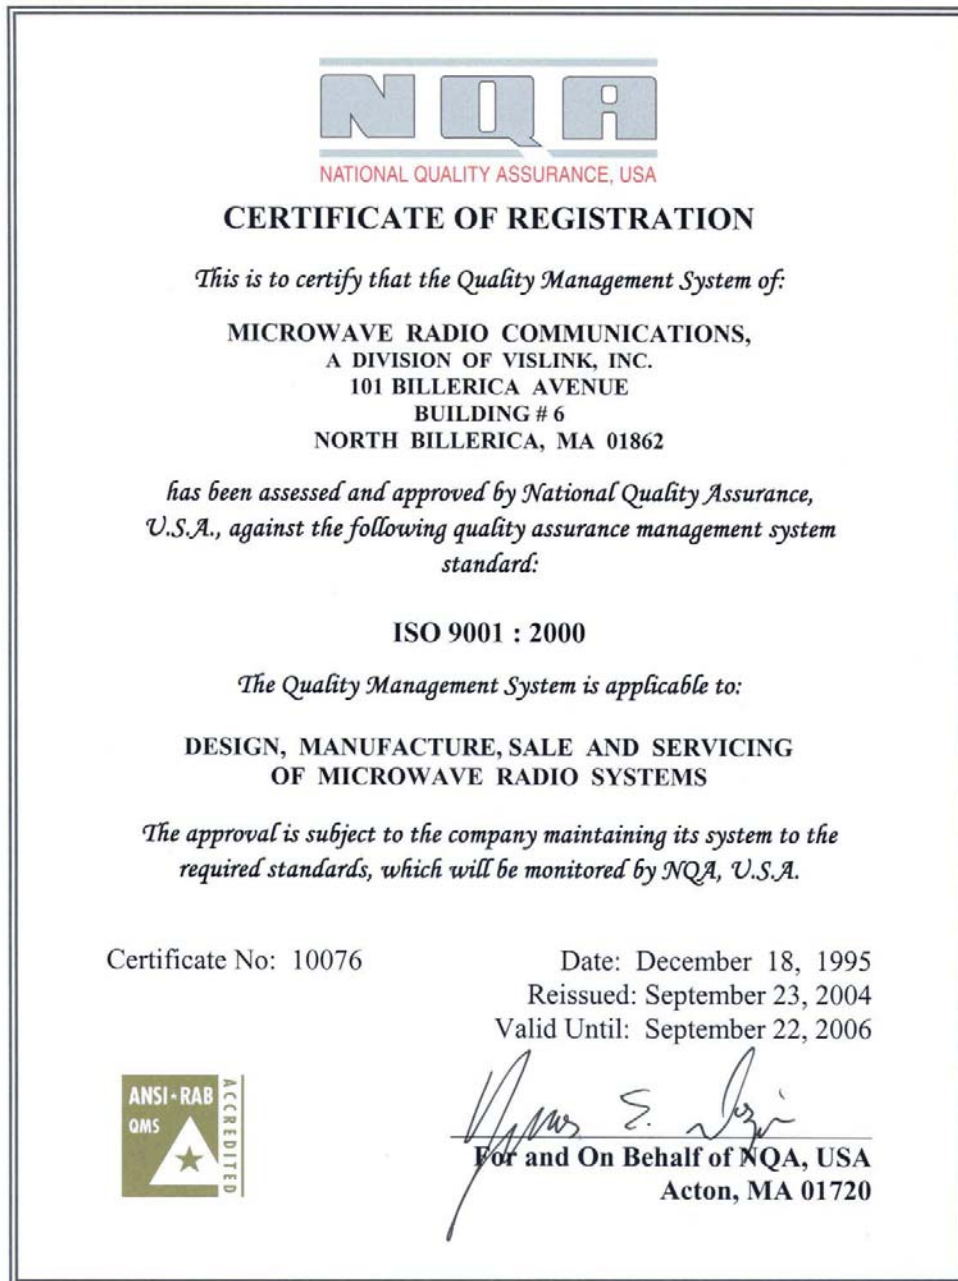 NQA
NATIONAL QUALITY ASSURANCE, USA
CERTIFICATE OF REGISTRATION
This is to certify that the Quality Management System of:
MICROWAVE RADIO COMMUNICATIONS,
A DIVISION OF VISLINK, INC.
101 BILLERICA AVENUE
BUILDING # 6
NORTH BILLERICA, MA 01862
has been assessed and approved by National Quality Assurance,
U.S.A., against the following quality assurance management system
standard:
ISO 9001 : 2000
The Quality Management System is applicable to:
DESIGN, MANUFACTURE, SALE AND SERVICING
OF MICROWAVE RADIO SYSTEMS
The approval is subject to the company maintaining its system to the
required standards, which will be monitored by NQA, U.S.A.
Certificate No: 10076
Date: December 18, 1995
Reissued: September 23, 2004
Valid Until: September 22, 2006
ANSI-RAB
QMS
ACCREDITED
For and On Behalf of NQA, USA
Acton, MA 01720